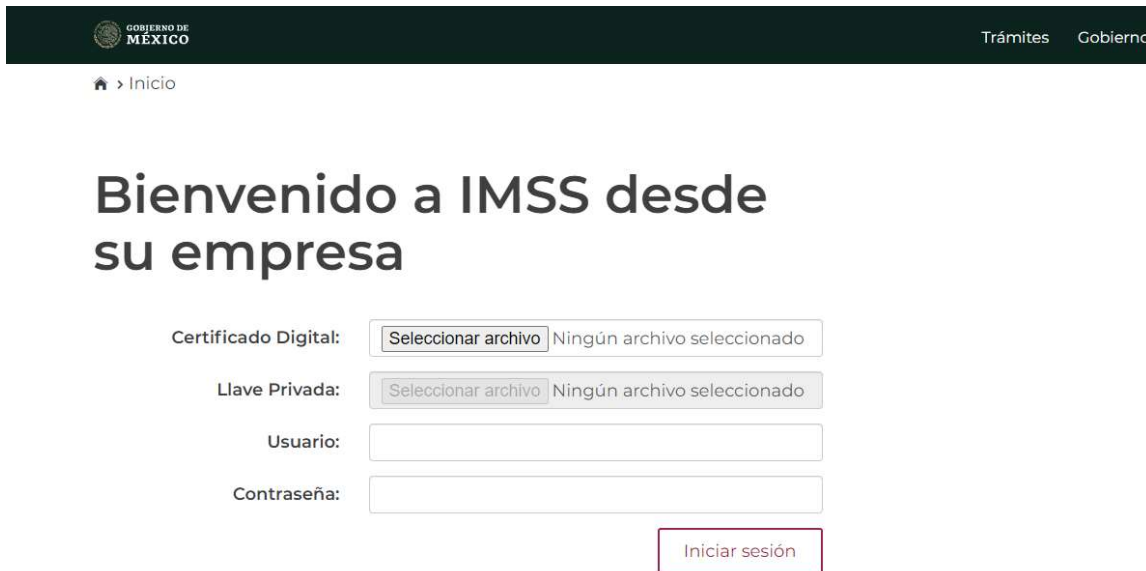 GOBIERNO DE
MÉXICO
Trámites Gobierno
> Inicio
Bienvenido a IMSS desde
su empresa
Certificado Digital: Seleccionar archivo Ningún archivo seleccionado
Llave Privada: Seleccionar archivo Ningún archivo seleccionado
Usuario:
Contraseña:
Iniciar sesión